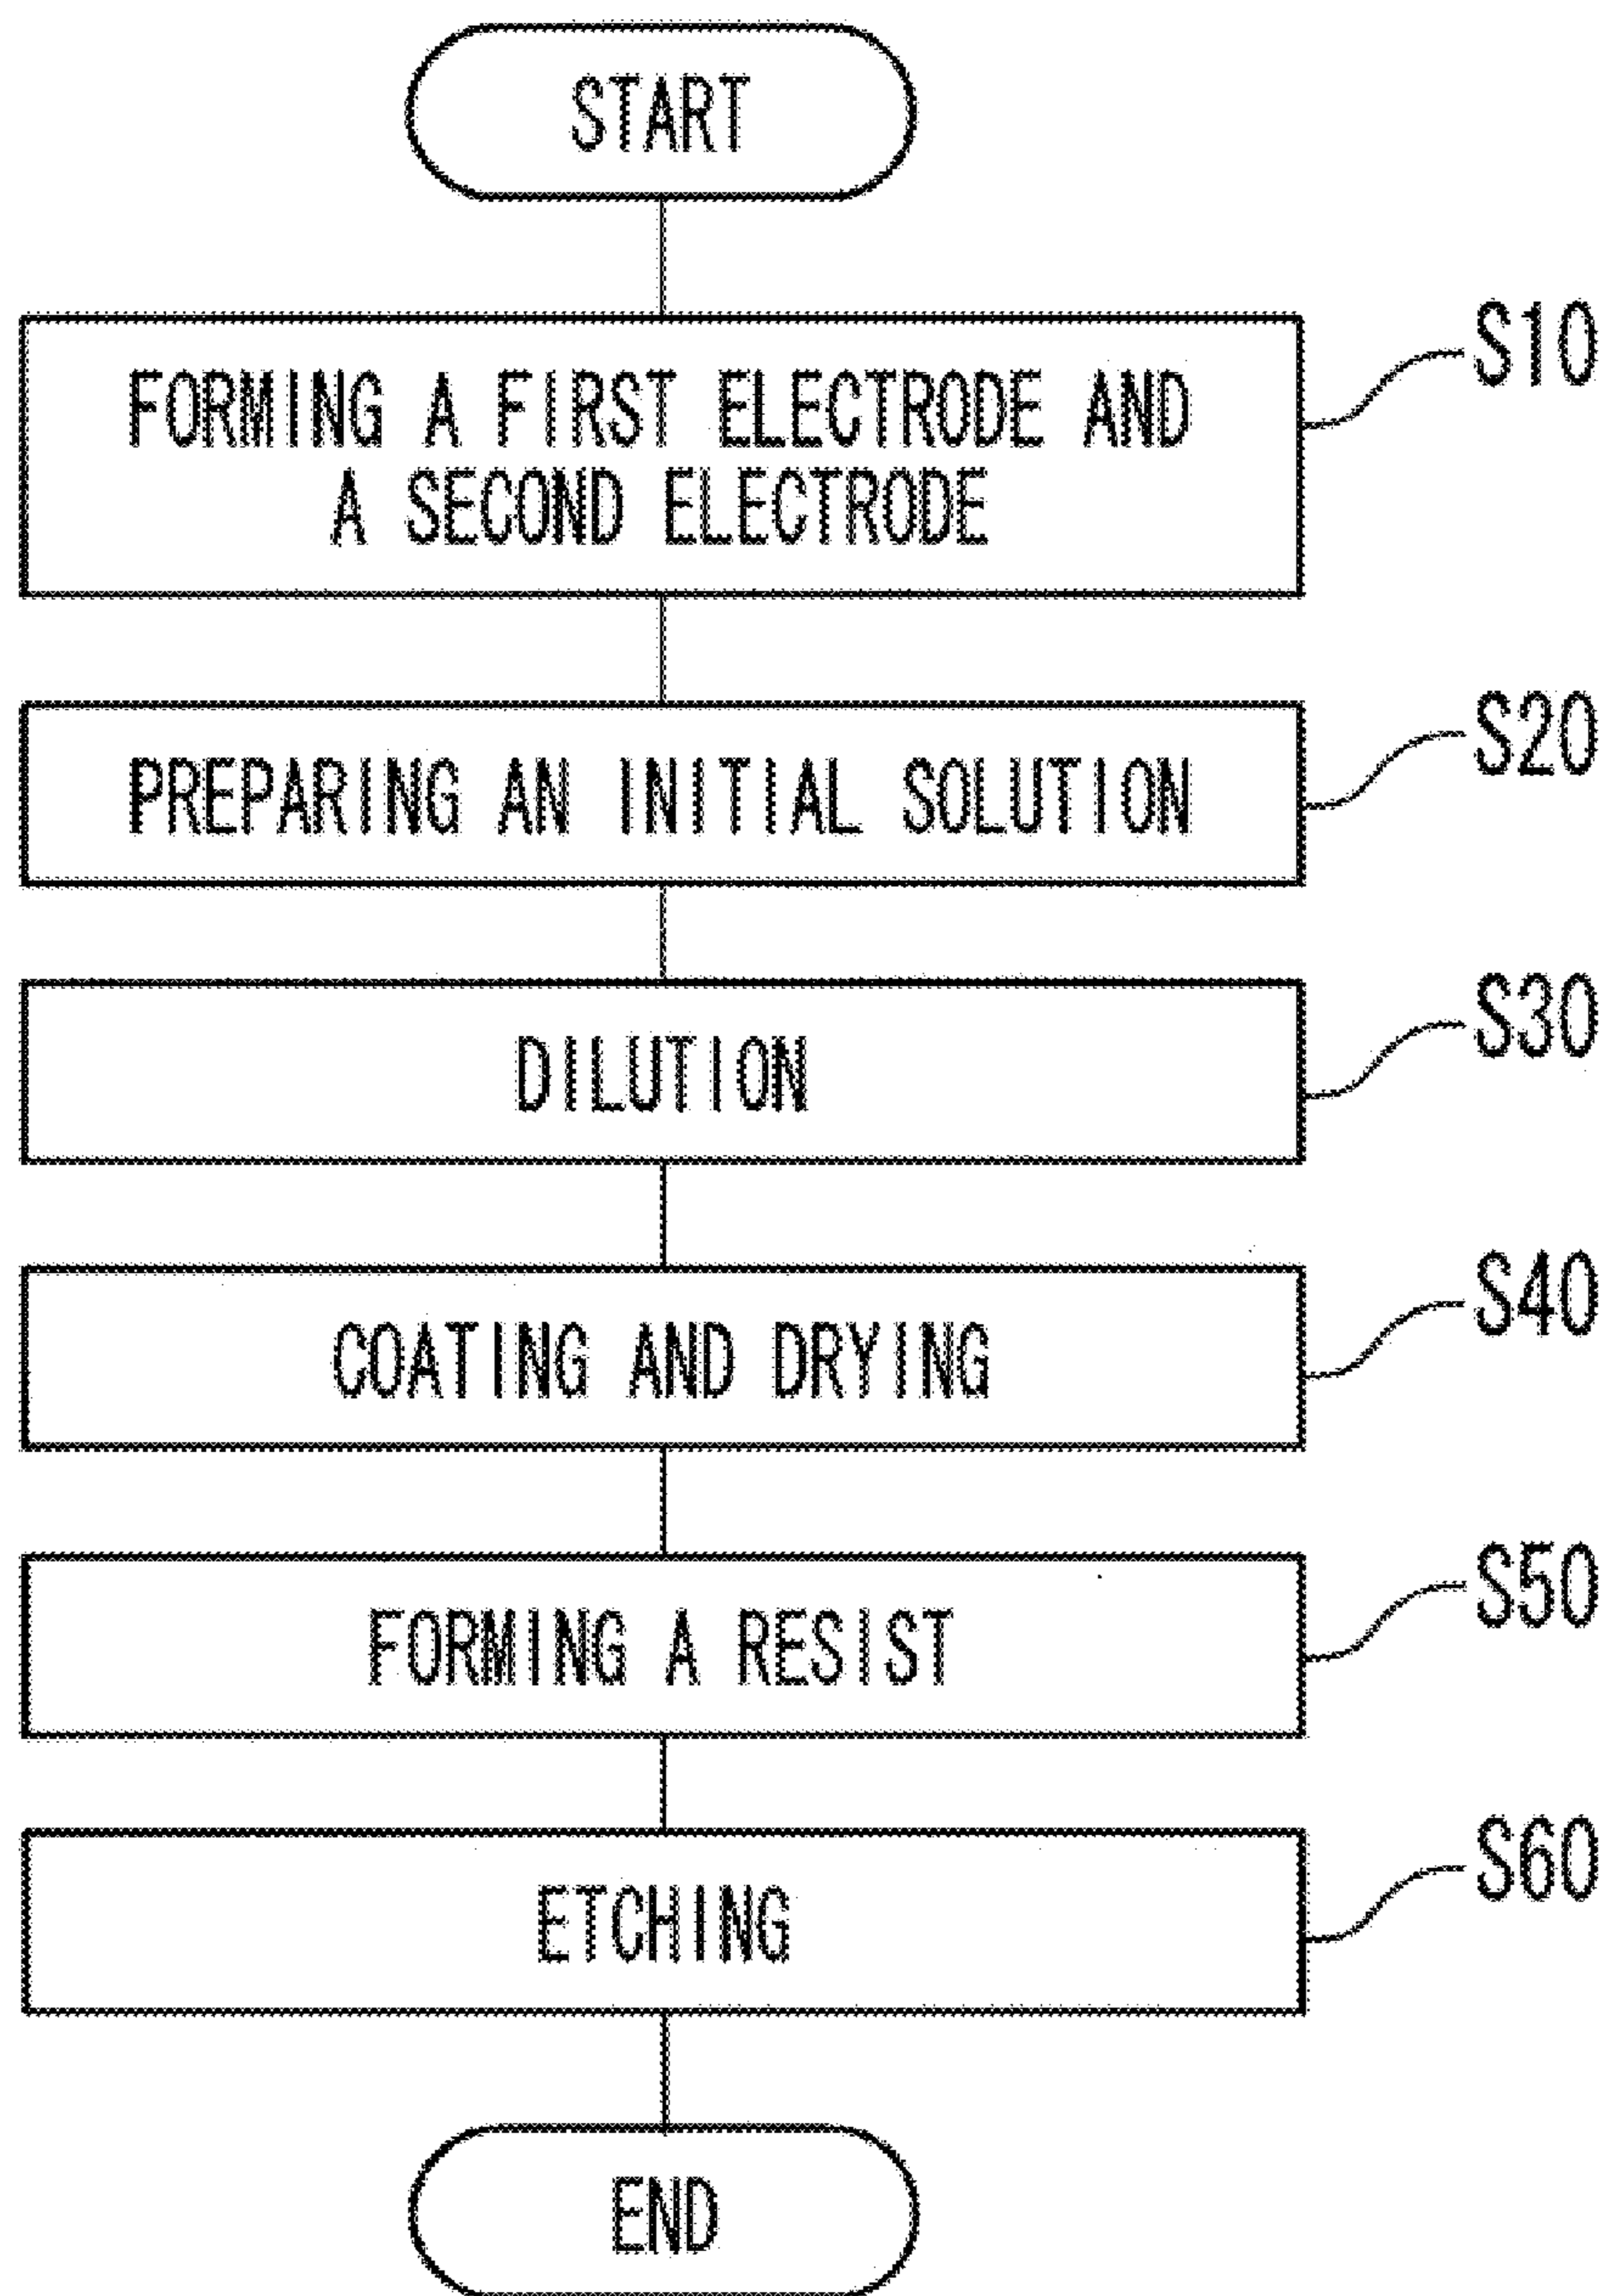 START
FORMING A FIRST ELECTRODE AND
A SECOND ELECTRODE
S10
PREPARING AN INITIAL SOLUTION
S20
DILUTION
S30
COATING AND DRYING
S40
FORMING A RESIST
S50
ETCHING
S60
END